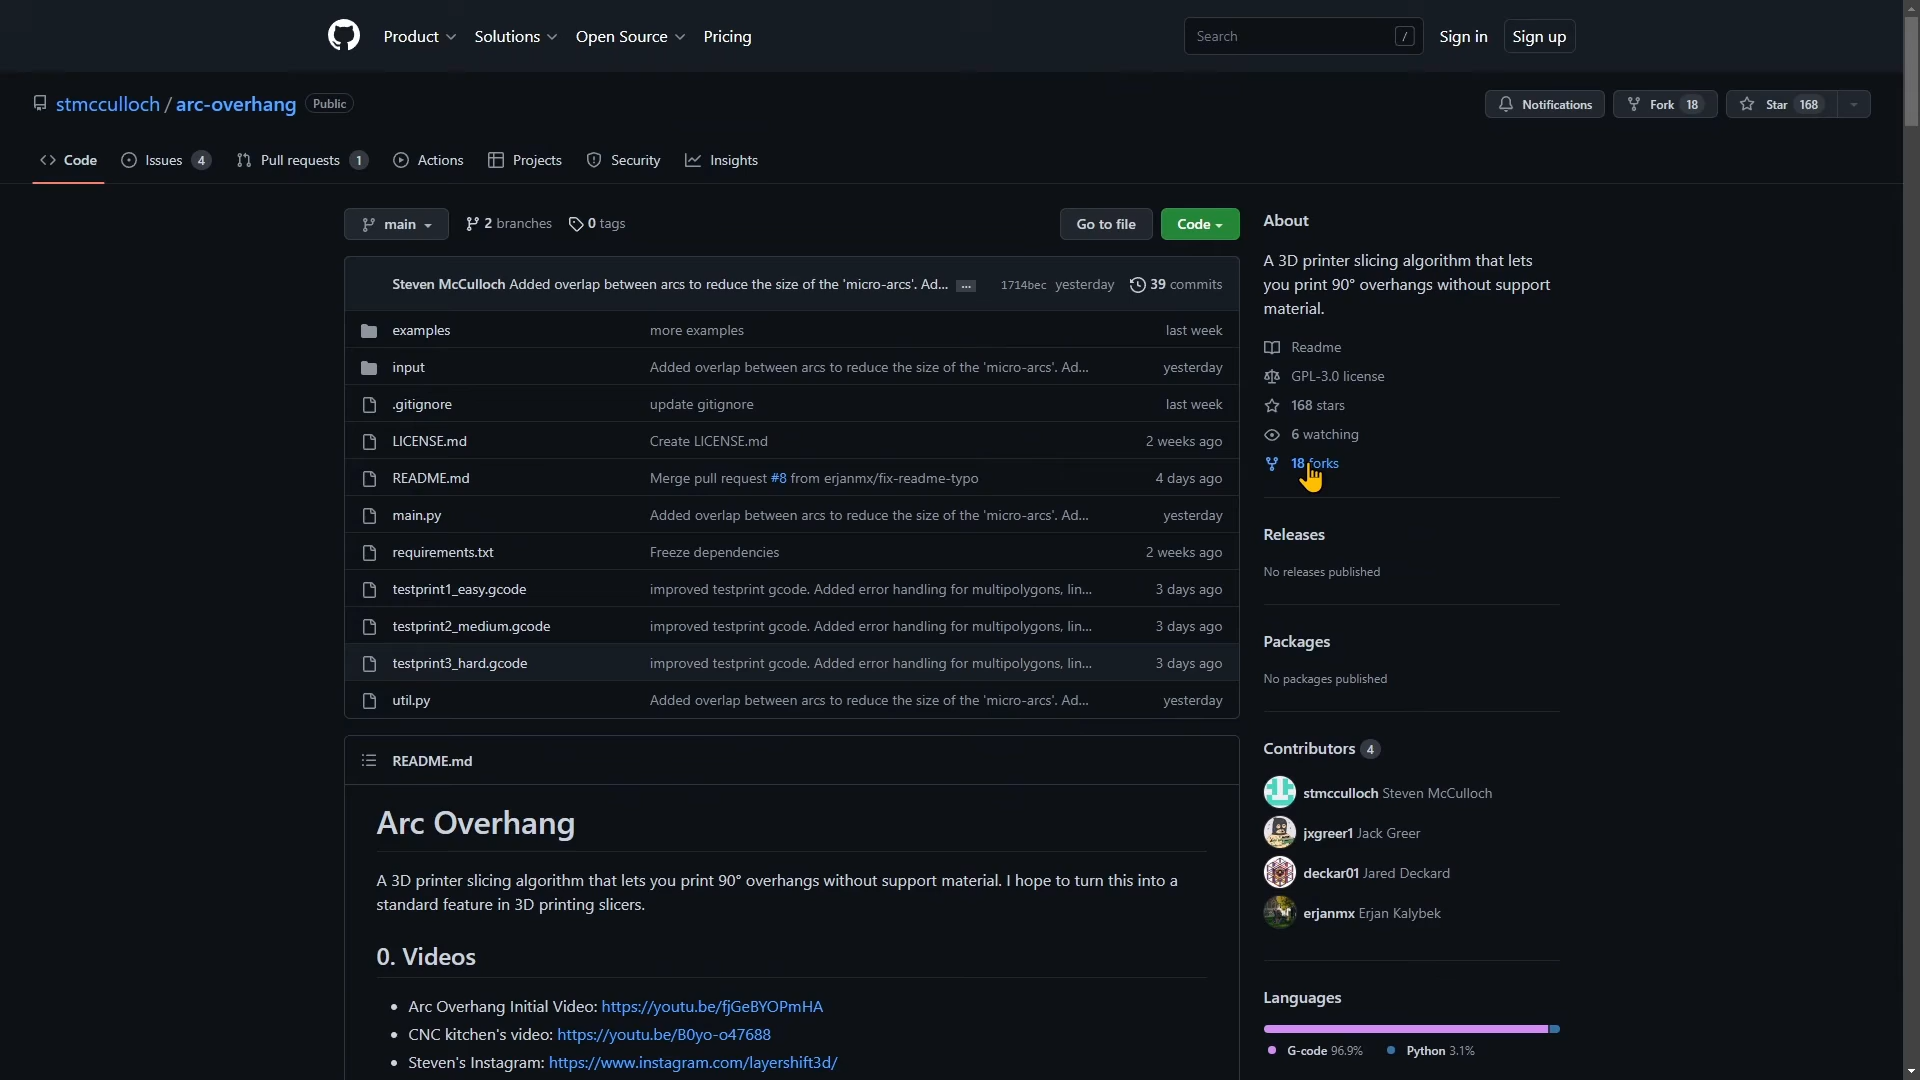 Product Solutions Open Source Pricing Search / Sign in Sign up
stmcculloch / arc-overhang Public Notifications Fork 18 Star 168
Code Issues 4 Pull requests 1 Actions Projects Security Insights
main 2 branches 0 tags Go to file Code
Steven McCulloch Added overlap between arcs to reduce the size of the 'micro-arcs'. Ad... ... 1714bec yesterday 39 commits
examples more examples last week
input Added overlap between arcs to reduce the size of the 'micro-arcs'. Ad... yesterday
.gitignore update gitignore last week
LICENSE.md Create LICENSE.md 2 weeks ago
README.md Merge pull request #8 from erjanmx/fix-readme-typo 4 days ago
main.py Added overlap between arcs to reduce the size of the 'micro-arcs'. Ad... yesterday
requirements.txt Freeze dependencies 2 weeks ago
testprint1_easy.gcode improved testprint gcode. Added error handling for multipolygons, lin... 3 days ago
testprint2_medium.gcode improved testprint gcode. Added error handling for multipolygons, lin... 3 days ago
testprint3_hard.gcode improved testprint gcode. Added error handling for multipolygons, lin... 3 days ago
util.py Added overlap between arcs to reduce the size of the 'micro-arcs'. Ad... yesterday
README.md
Arc Overhang
A 3D printer slicing algorithm that lets you print 90° overhangs without support material. I hope to turn this into a
standard feature in 3D printing slicers.
0. Videos
• Arc Overhang Initial Video: https://youtu.be/fjGeBYOPmHA
• CNC kitchen's video: https://youtu.be/B0yo-o47688
• Steven's Instagram: https://www.instagram.com/layershift3d/
About
A 3D printer slicing algorithm that lets
you print 90° overhangs without support
material.
Readme
GPL-3.0 license
168 stars
6 watching
18 forks
Releases
No releases published
Packages
No packages published
Contributors 4
stmcculloch Steven McCulloch
jxgreer1 Jack Greer
deckar01 Jared Deckard
erjanmx Erjan Kalybek
Languages
G-code 96.9% Python 3.1%